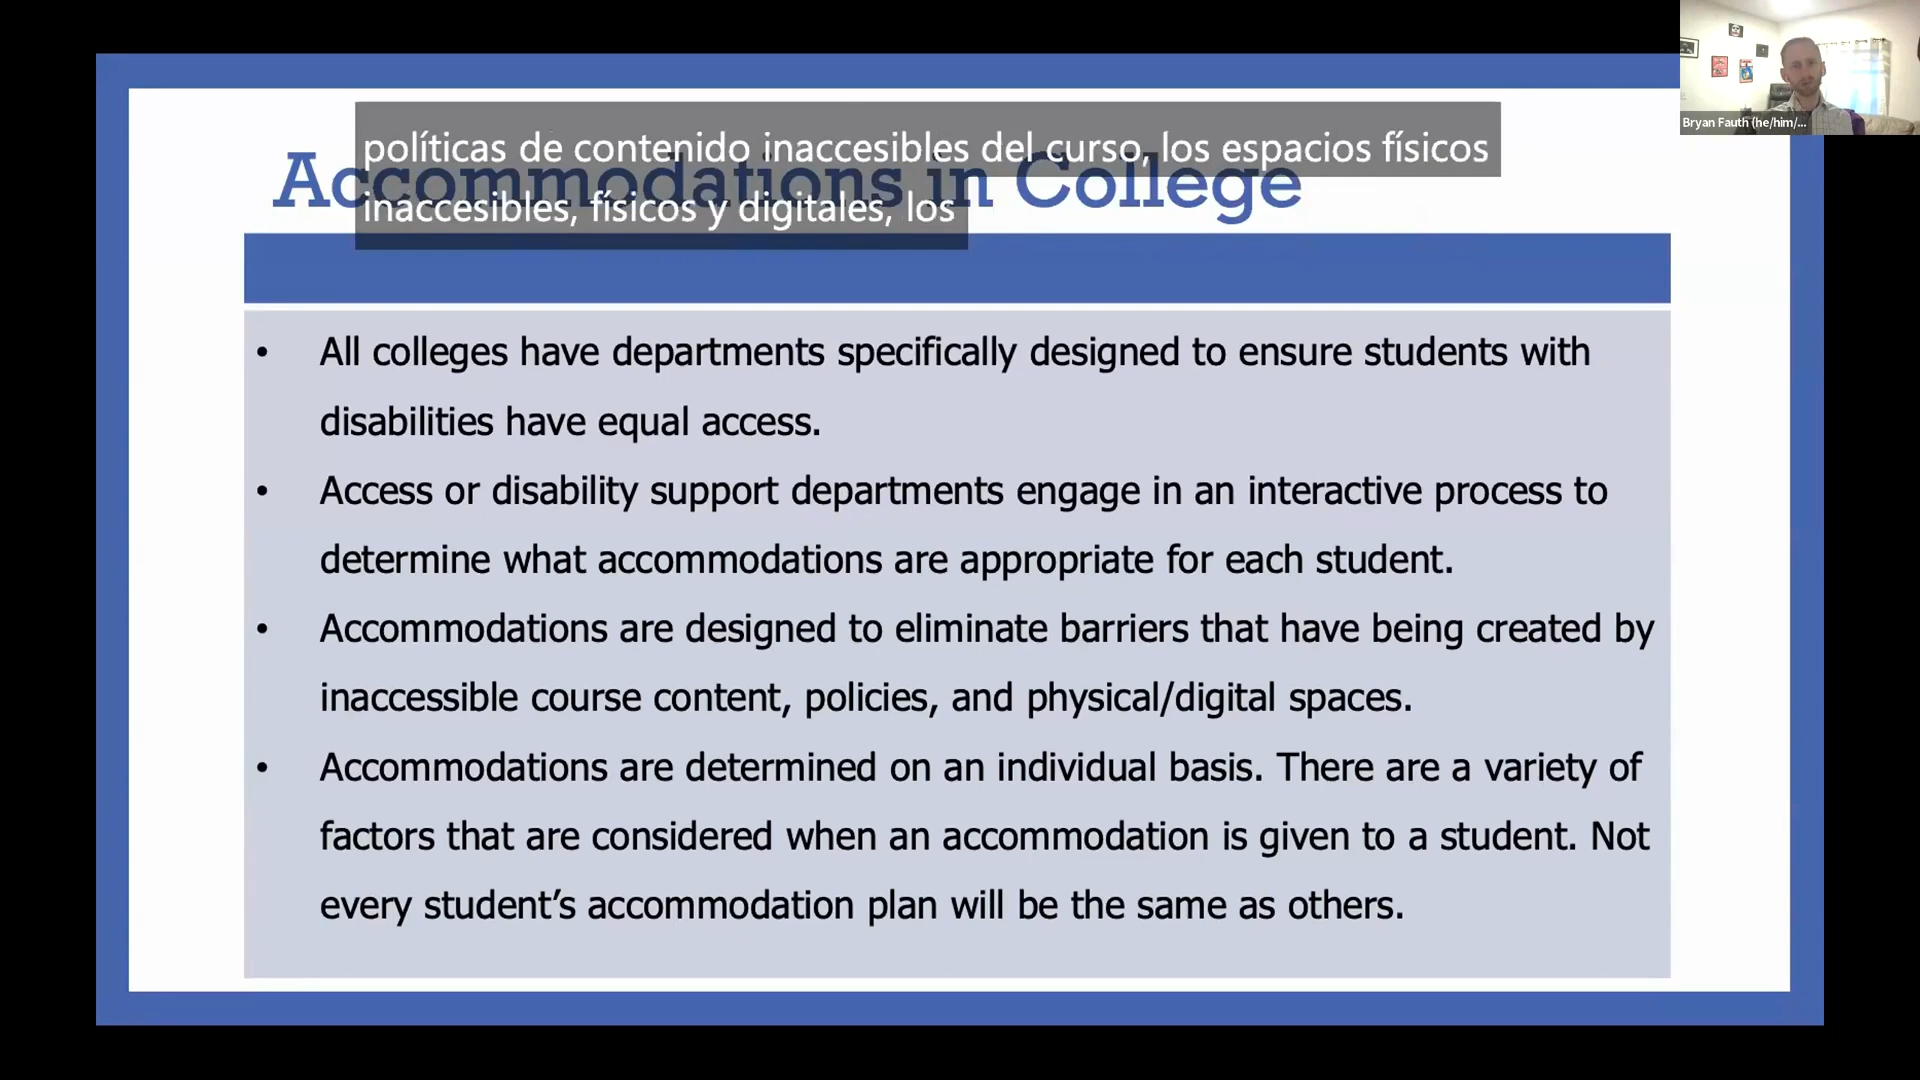 políticas de contenido inaccesibles del curso, los espacios físicos
inaccesibles, físicos y digitales, los
Accommodations in College
Bryan Fauth (he/him/...
• All colleges have departments specifically designed to ensure students with
disabilities have equal access.
• Access or disability support departments engage in an interactive process to
determine what accommodations are appropriate for each student.
• Accommodations are designed to eliminate barriers that have being created by
inaccessible course content, policies, and physical/digital spaces.
• Accommodations are determined on an individual basis. There are a variety of
factors that are considered when an accommodation is given to a student. Not
every student’s accommodation plan will be the same as others.